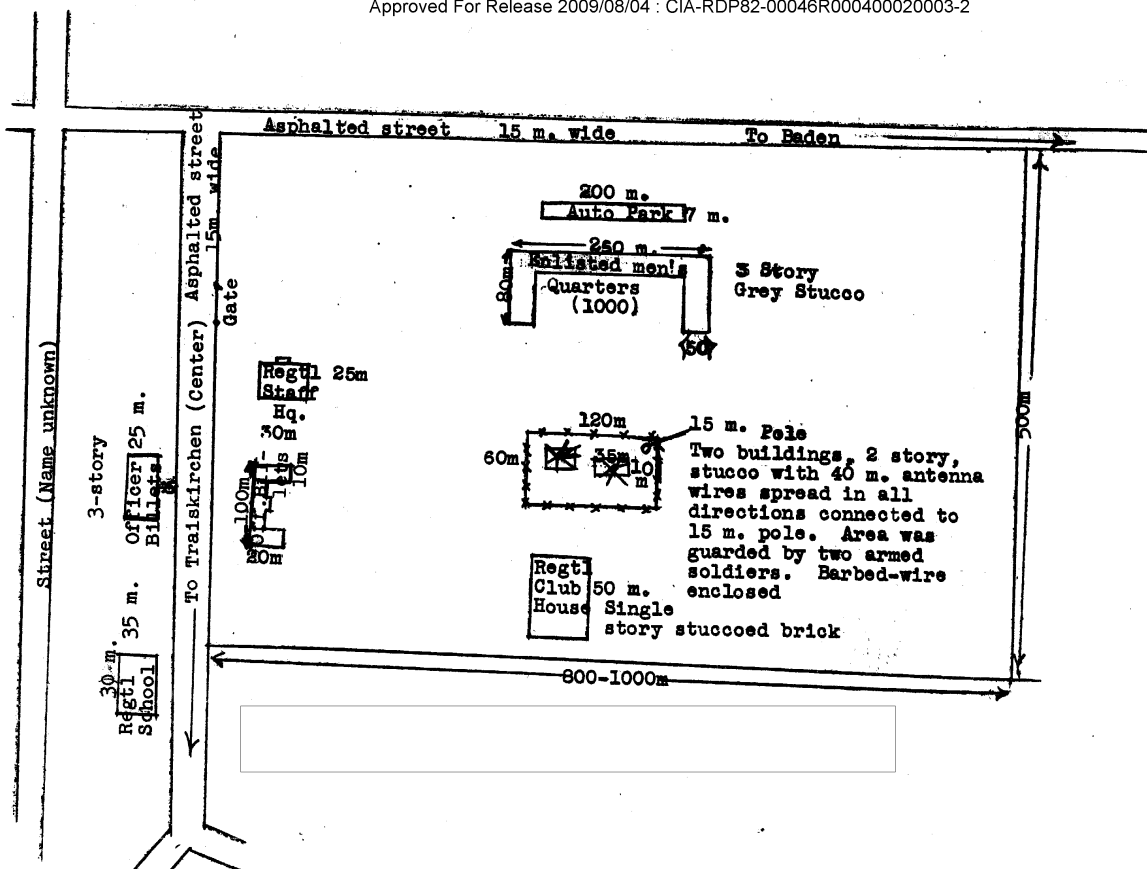 Approved For Release 2009/08/04 : CIA-RDP82-00046R000400020003-2
Asphalted street 15 m. wide To Baden
Asphalted street
15m. wide
Gate
To Traiskirchen (Center)
Street (Name unknown)
200 m.
Auto Park 7 m.
250 m.
Enlisted men's
Quarters
(1000)
80m
50
3 Story
Grey Stucco
Regtl 25m
Staff
Hq.
30m
10m
100m
20m
3-story
Officer 25 m.
Billets
35 m.
30 m.
Regtl
School
120m
60m
35m
10
m
15 m. Pole
Two buildings, 2 story,
stucco with 40 m. antenna
wires spread in all
directions connected to
15 m. pole. Area was
guarded by two armed
soldiers. Barbed-wire
enclosed
Regtl
Club 50 m.
House Single
story stuccoed brick
500m
800-1000m